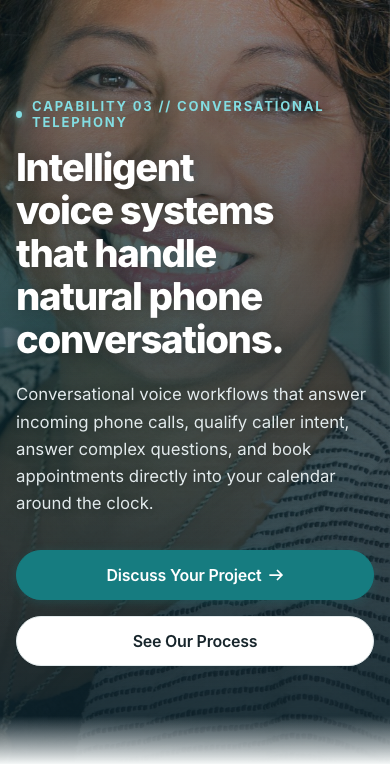 CAPABILITY 03 // CONVERSATIONAL
TELEPHONY
Intelligent
voice systems
that handle
natural phone
conversations.
Conversational voice workflows that answer
incoming phone calls, qualify caller intent,
answer complex questions, and book
appointments directly into your calendar
around the clock.
Discuss Your Project →
See Our Process